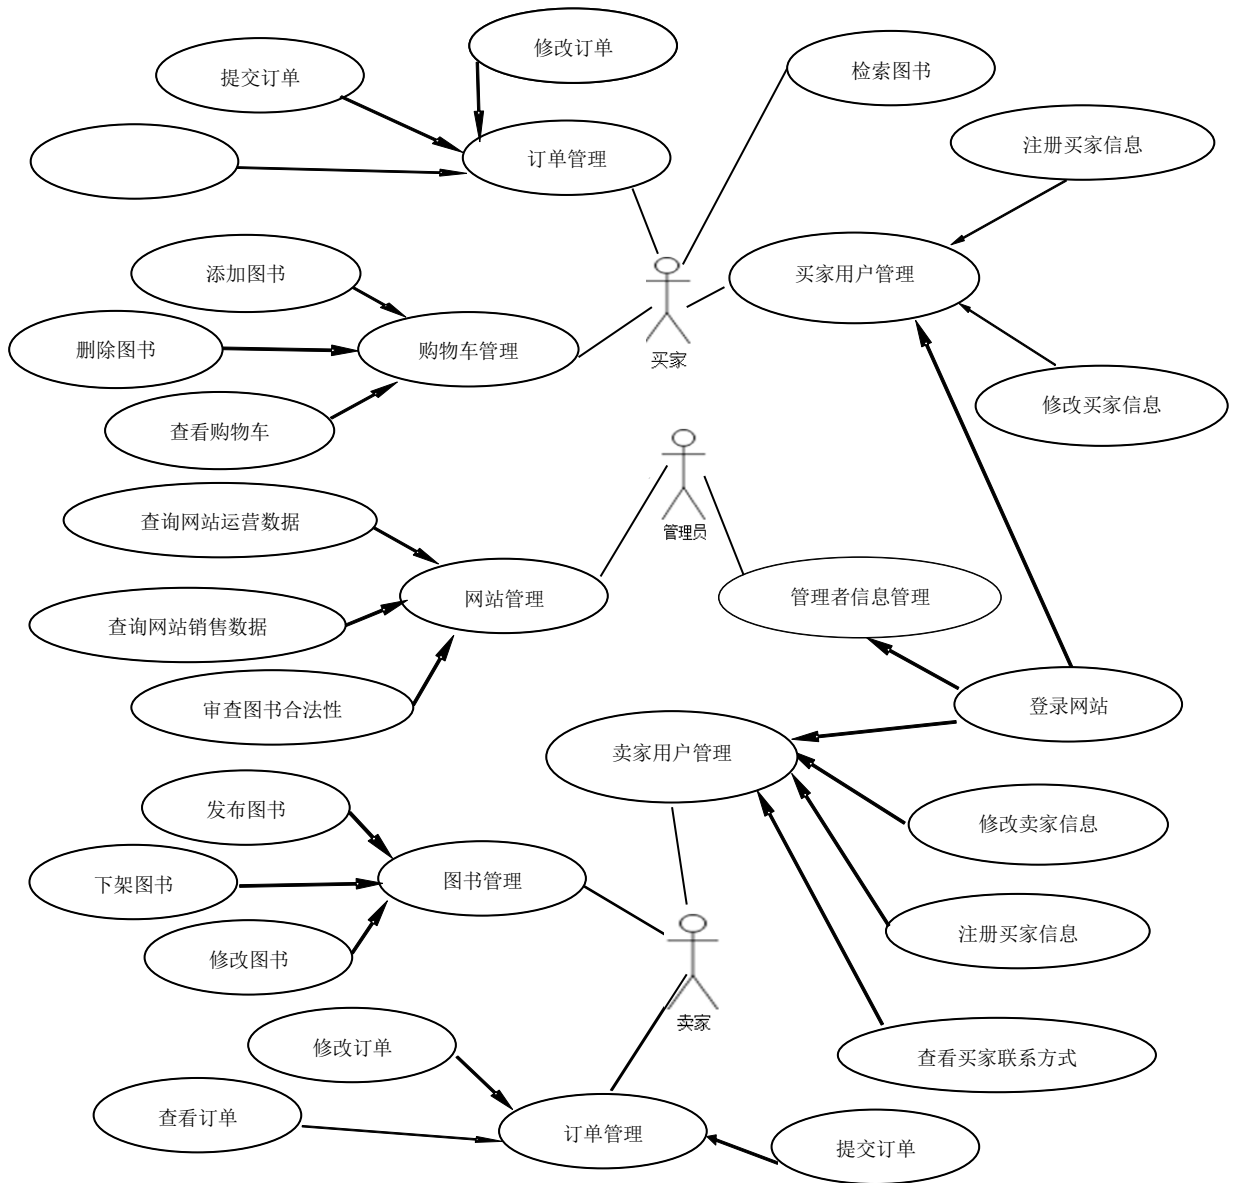 修改订单
提交订单
检索图书
注册买家信息
订单管理
添加图书
买家用户管理
删除图书
购物车管理
买家
修改买家信息
查看购物车
查询网站运营数据
管理员
网站管理
管理者信息管理
查询网站销售数据
审查图书合法性
登录网站
卖家用户管理
发布图书
修改卖家信息
下架图书
图书管理
注册买家信息
修改图书
卖家
修改订单
查看买家联系方式
查看订单
订单管理
提交订单